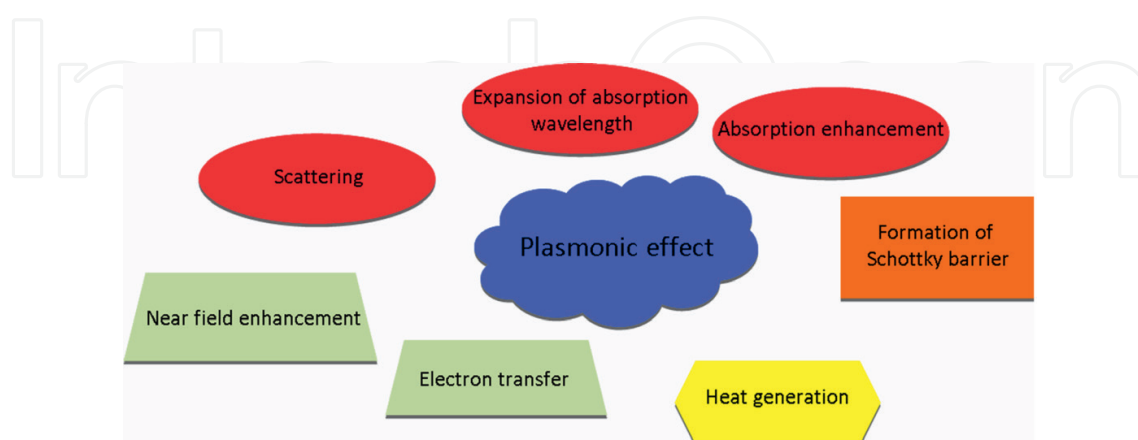 Expansion of absorption
wavelength
Absorption enhancement
Scattering
Formation of
Schottky barrier
Plasmonic effect
Near field enhancement
Electron transfer
Heat generation